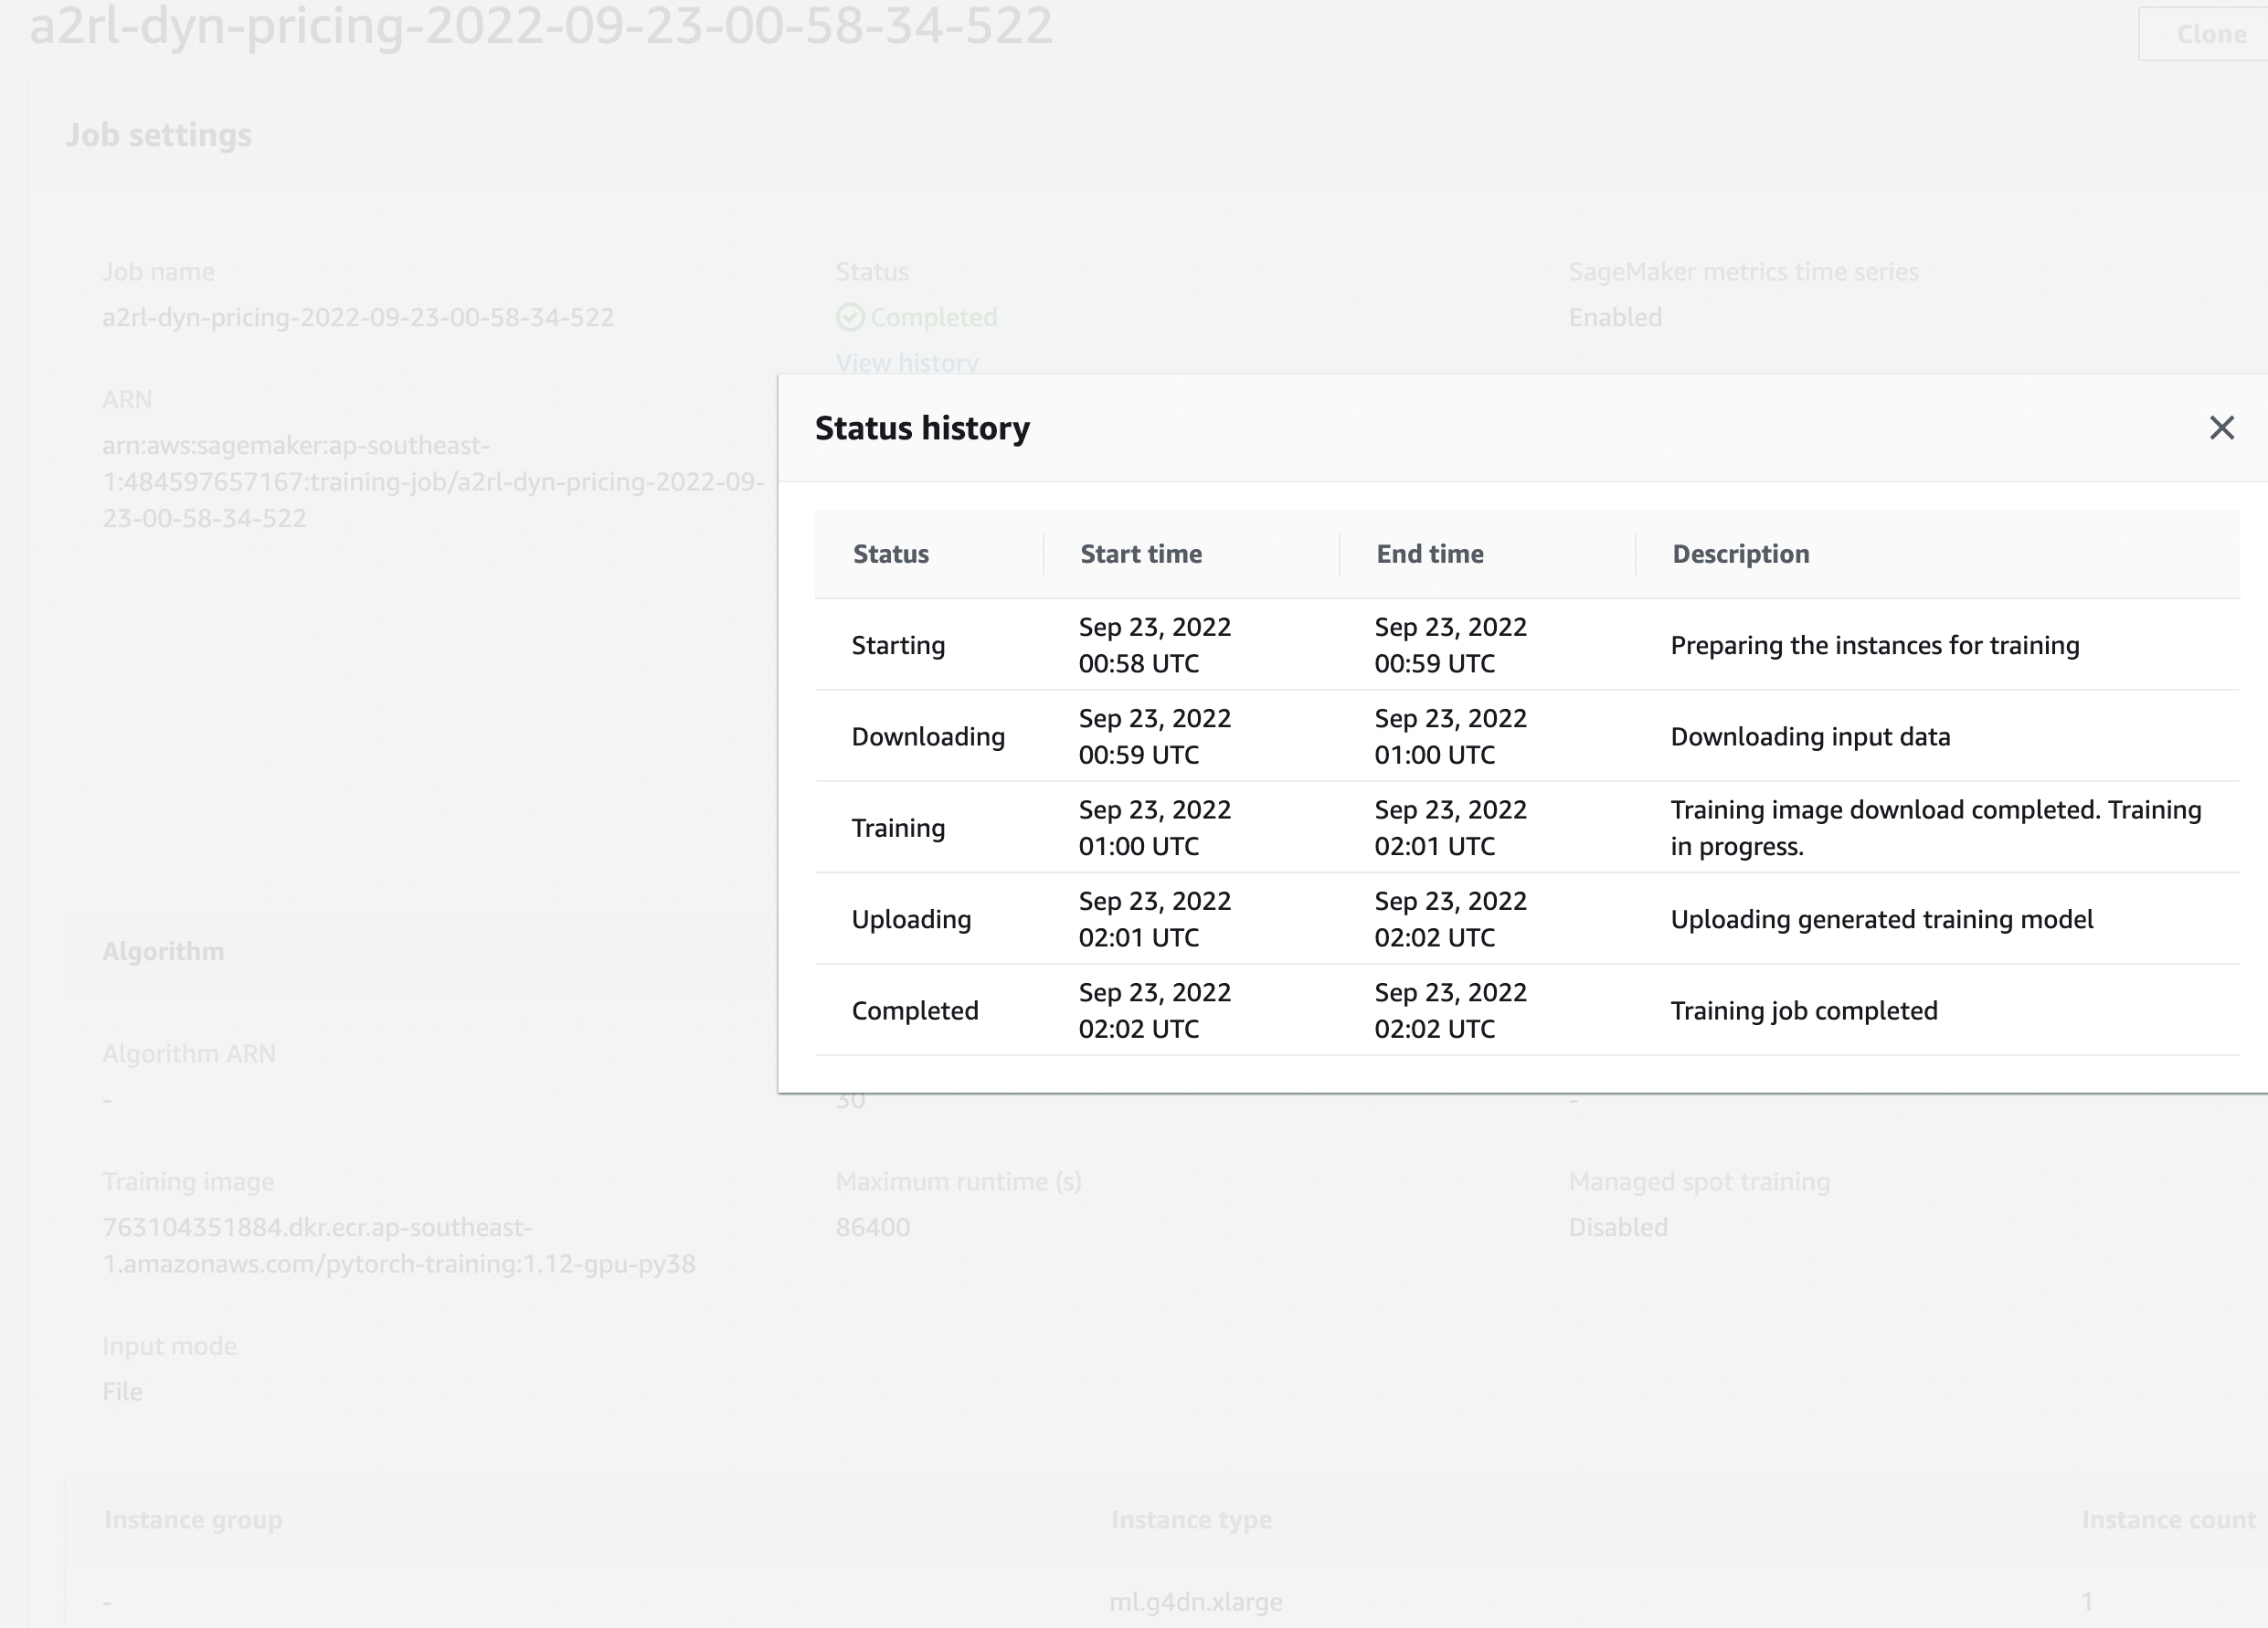 a2rl-dyn-pricing-2022-09-23-00-58-34-522
Clone
Job settings
Job name
a2rl-dyn-pricing-2022-09-23-00-58-34-522
Status
Completed
View history
SageMaker metrics time series
Enabled
ARN
arn:aws:sagemaker:ap-southeast-
1:484597657167:training-job/a2rl-dyn-pricing-2022-09-
23-00-58-34-522
Status history
Status Start time End time Description
Starting
Sep 23, 2022
00:58 UTC
Sep 23, 2022
00:59 UTC
Preparing the instances for training
Downloading
Sep 23, 2022
00:59 UTC
Sep 23, 2022
01:00 UTC
Downloading input data
Training
Sep 23, 2022
01:00 UTC
Sep 23, 2022
02:01 UTC
Training image download completed. Training
in progress.
Uploading
Sep 23, 2022
02:01 UTC
Sep 23, 2022
02:02 UTC
Uploading generated training model
Completed
Sep 23, 2022
02:02 UTC
Sep 23, 2022
02:02 UTC
Training job completed
Algorithm
Algorithm ARN
-
30
-
Training image
763104351884.dkr.ecr.ap-southeast-
1.amazonaws.com/pytorch-training:1.12-gpu-py38
Maximum runtime (s)
86400
Managed spot training
Disabled
Input mode
File
Instance group Instance type Instance count
- ml.g4dn.xlarge 1